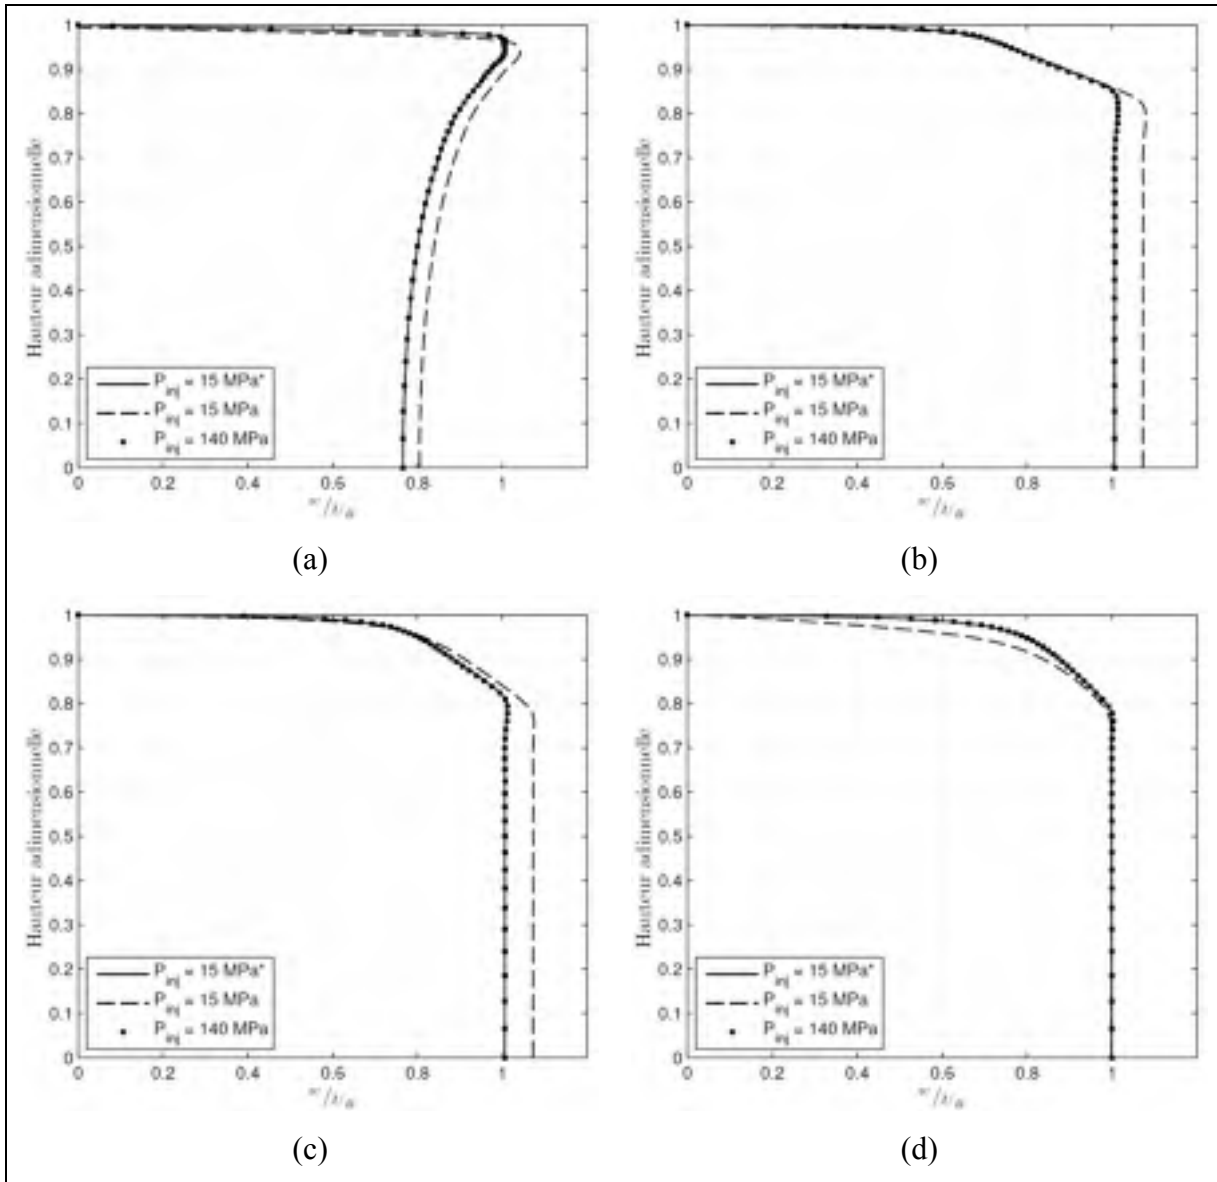 1
0.9
0.8
0.7
0.6
0.5
0.4
0.3
0.2
0.1
0
Hauteur adimensionnelle
P_inj = 15 MPa*
P_inj = 15 MPa
P_inj = 140 MPa
0 0.2 0.4 0.6 0.8 1
(a)
1
0.9
0.8
0.7
0.6
0.5
0.4
0.3
0.2
0.1
0
Hauteur adimensionnelle
P_inj = 15 MPa*
P_inj = 15 MPa
P_inj = 140 MPa
0 0.2 0.4 0.6 0.8 1
(b)
1
0.9
0.8
0.7
0.6
0.5
0.4
0.3
0.2
0.1
0
Hauteur adimensionnelle
P_inj = 15 MPa*
P_inj = 15 MPa
P_inj = 140 MPa
0 0.2 0.4 0.6 0.8 1
(c)
1
0.9
0.8
0.7
0.6
0.5
0.4
0.3
0.2
0.1
0
Hauteur adimensionnelle
P_inj = 15 MPa*
P_inj = 15 MPa
P_inj = 140 MPa
0 0.2 0.4 0.6 0.8 1
(d)